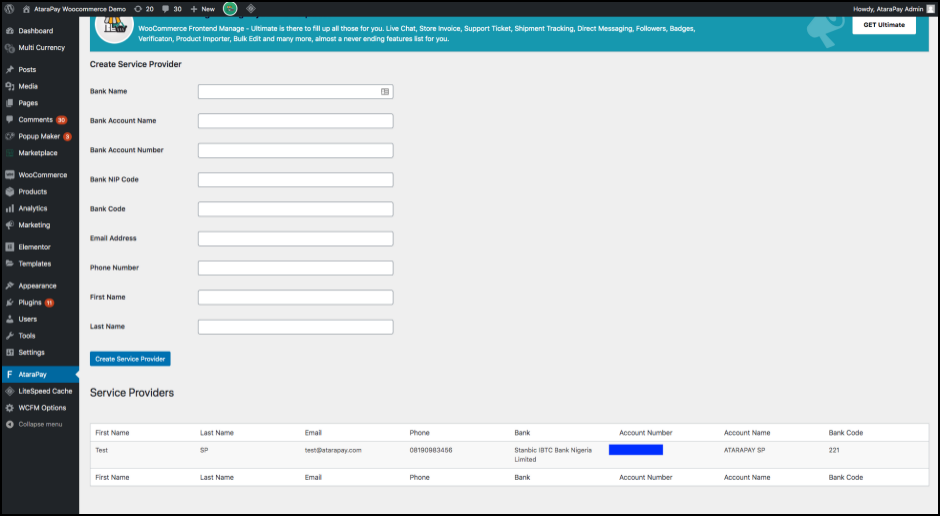 AtaraPay Woocommerce Demo 20 30 New Howdy, AtaraPay Admin
WooCommerce Frontend Manage - Ultimate is there to fill up all those for you. Live Chat, Store Invoice, Support Ticket, Shipment Tracking, Direct Messaging, Followers, Badges,
Verificaton, Product Importer, Bulk Edit and many more, almost a never ending features list for you.
GET Ultimate
Dashboard
Multi Currency
Posts
Media
Pages
Comments 30
Popup Maker 3
Marketplace
WooCommerce
Products
Analytics
Marketing
Elementor
Templates
Appearance
Plugins 11
Users
Tools
Settings
AtaraPay
LiteSpeed Cache
WCFM Options
Collapse menu
Create Service Provider
Bank Name
Bank Account Name
Bank Account Number
Bank NIP Code
Bank Code
Email Address
Phone Number
First Name
Last Name
Create Service Provider
Service Providers
First Name Last Name Email Phone Bank Account Number Account Name Bank Code
Test SP test@atarapay.com 08190983456 Stanbic IBTC Bank Nigeria ATARAPAY SP 221
Limited
First Name Last Name Email Phone Bank Account Number Account Name Bank Code